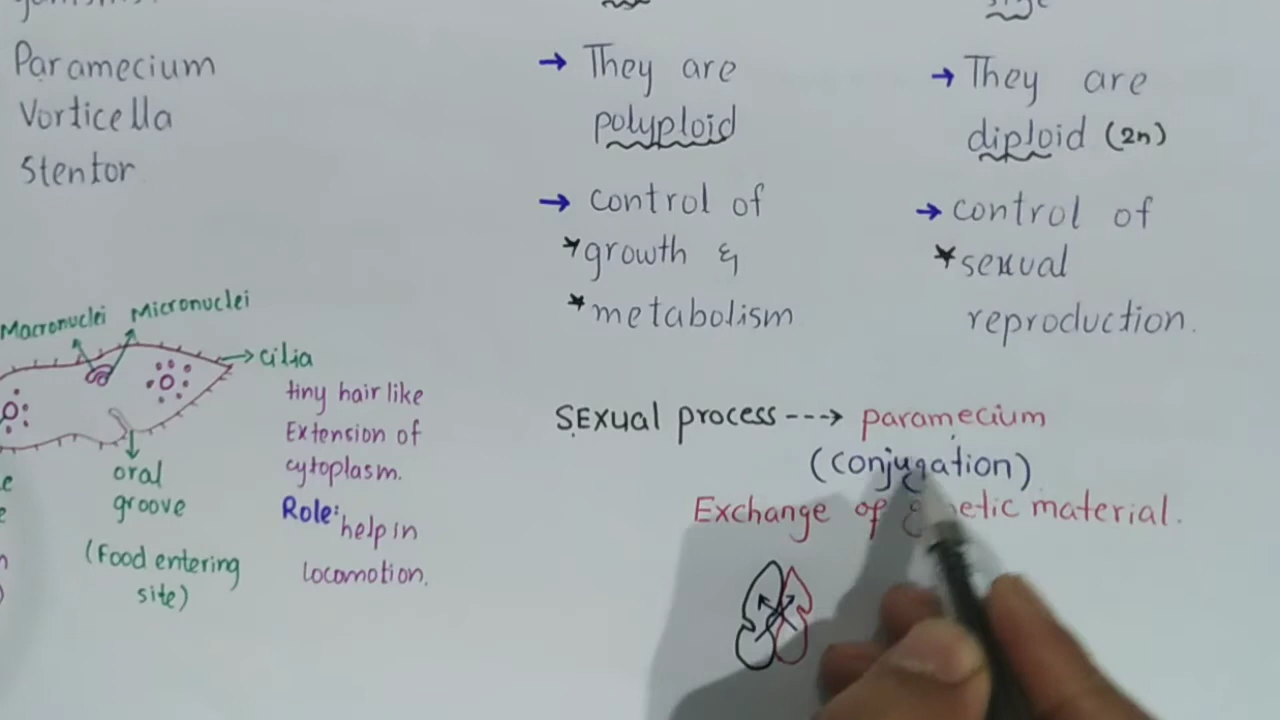 Paramecium
Vorticella
Stentor
→ They are
polyploid
→ control of
*growth &
*metabolism
→ They are
diploid (2n)
→ control of
*sexual
reproduction.
Macronuclei
Micronuclei
cilia
tiny hair like
Extension of
cytoplasm.
Role: help in
Locomotion.
oral
groove
(Food entering
site)
SEXual process ---→ paramecium
(conjugation)
Exchange of material.